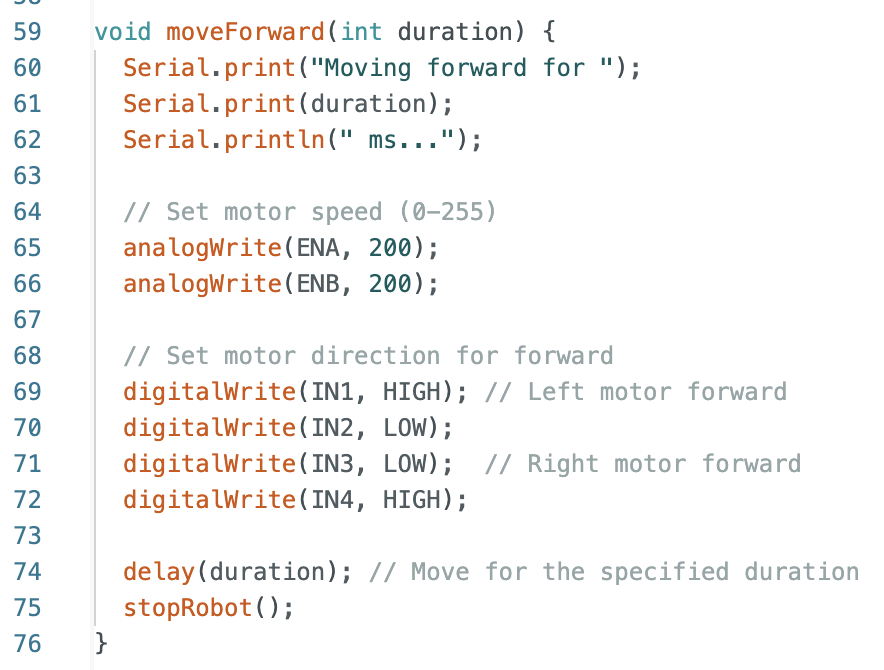 59 void moveForward(int duration) {
60 Serial.print("Moving forward for ");
61 Serial.print(duration);
62 Serial.println(" ms...");
63
64 // Set motor speed (0-255)
65 analogWrite(ENA, 200);
66 analogWrite(ENB, 200);
67
68 // Set motor direction for forward
69 digitalWrite(IN1, HIGH); // Left motor forward
70 digitalWrite(IN2, LOW);
71 digitalWrite(IN3, LOW);  // Right motor forward
72 digitalWrite(IN4, HIGH);
73
74 delay(duration); // Move for the specified duration
75 stopRobot();
76 }